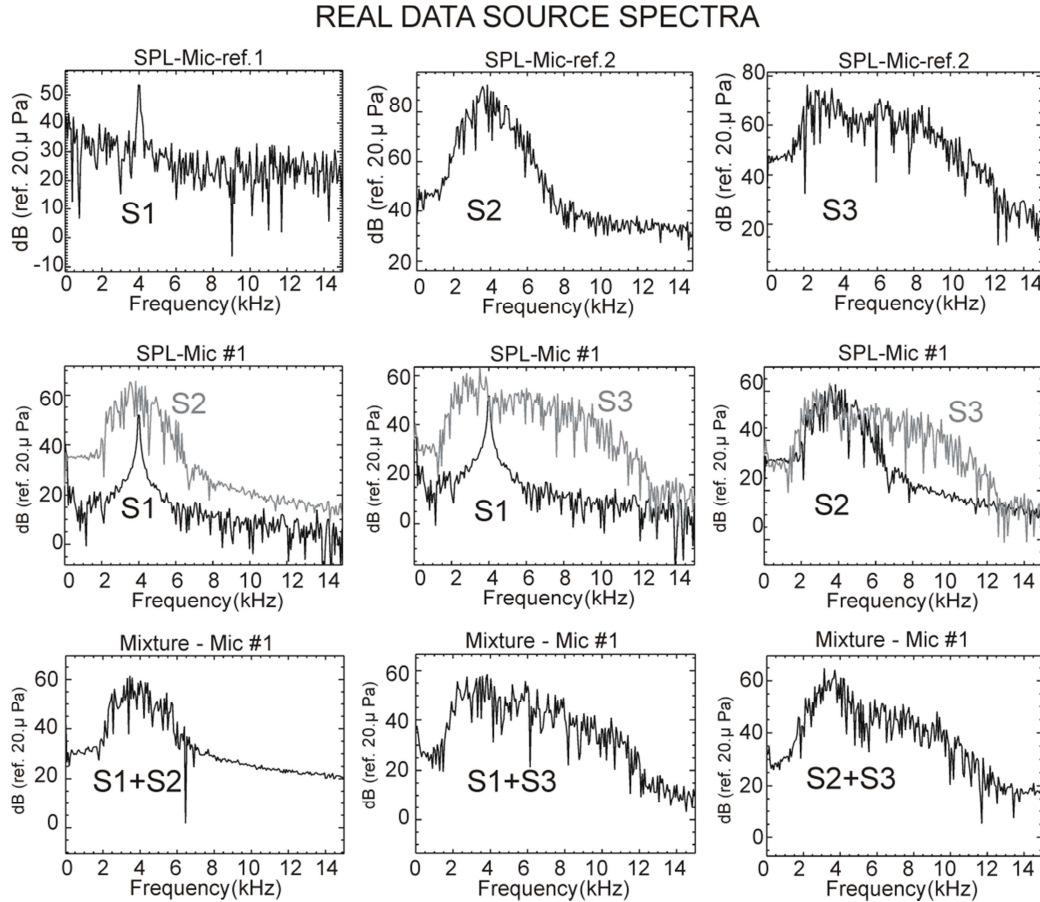 REAL DATA SOURCE SPECTRA
SPL-Mic-ref.1
dB (ref. 20.μ Pa)
50
40
30
20
10
0
-10
S1
0 2 4 6 8 10 12 14
Frequency(kHz)
SPL-Mic-ref.2
dB (ref. 20.μ Pa)
80
60
40
20
S2
0 2 4 6 8 10 12 14
Frequency(kHz)
SPL-Mic-ref.2
dB (ref. 20.μ Pa)
80
60
40
20
S3
0 2 4 6 8 10 12 14
Frequency(kHz)
SPL-Mic #1
dB (ref. 20.μ Pa)
60
40
20
0
S2
S1
0 2 4 6 8 10 12 14
Frequency(kHz)
SPL-Mic #1
dB (ref. 20.μ Pa)
60
40
20
0
S3
S1
0 2 4 6 8 10 12 14
Frequency(kHz)
SPL-Mic #1
dB (ref. 20.μ Pa)
60
40
20
0
S3
S2
0 2 4 6 8 10 12 14
Frequency(kHz)
Mixture - Mic #1
dB (ref. 20.μ Pa)
60
40
20
0
S1+S2
0 2 4 6 8 10 12 14
Frequency(kHz)
Mixture - Mic #1
dB (ref. 20.μ Pa)
60
40
20
0
S1+S3
0 2 4 6 8 10 12 14
Frequency(kHz)
Mixture - Mic #1
dB (ref. 20.μ Pa)
60
40
20
0
S2+S3
0 2 4 6 8 10 12 14
Frequency(kHz)